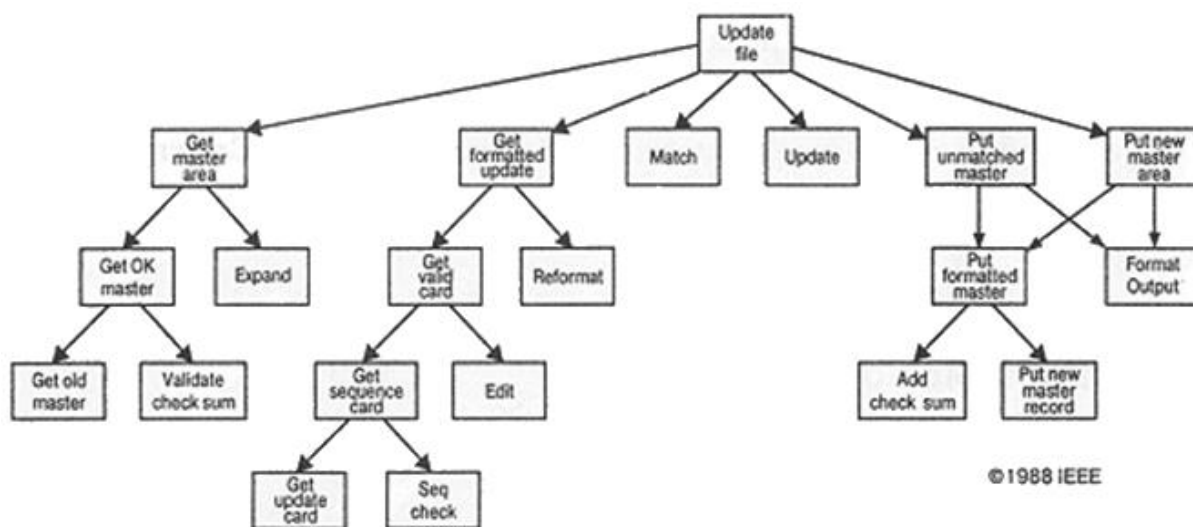 Update
file
Get
master
area
Get
formatted
update
Match
Update
Put
unmatched
master
Put new
master
area
Get OK
master
Expand
Get
valid
card
Reformat
Put
formatted
master
Format
Output
Get old
master
Validate
check sum
Get
sequence
card
Edit
Add
check sum
Put new
master
record
Get
update
card
Seq
check
©1988 IEEE